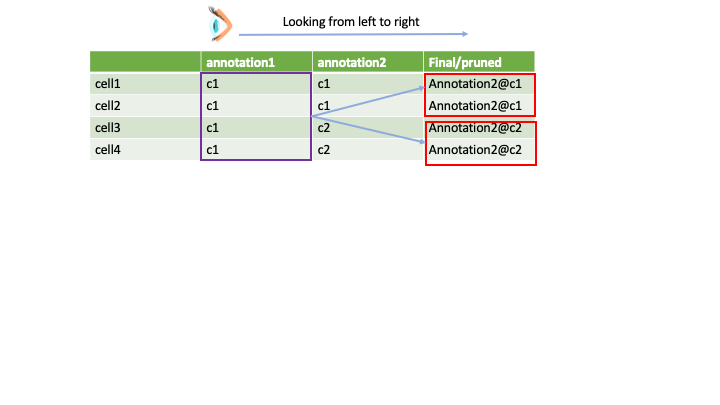 Looking from left to right
annotation1 annotation2 Final/pruned
cell1 c1 c1 Annotation2@c1
cell2 c1 c1 Annotation2@c1
cell3 c1 c2 Annotation2@c2
cell4 c1 c2 Annotation2@c2